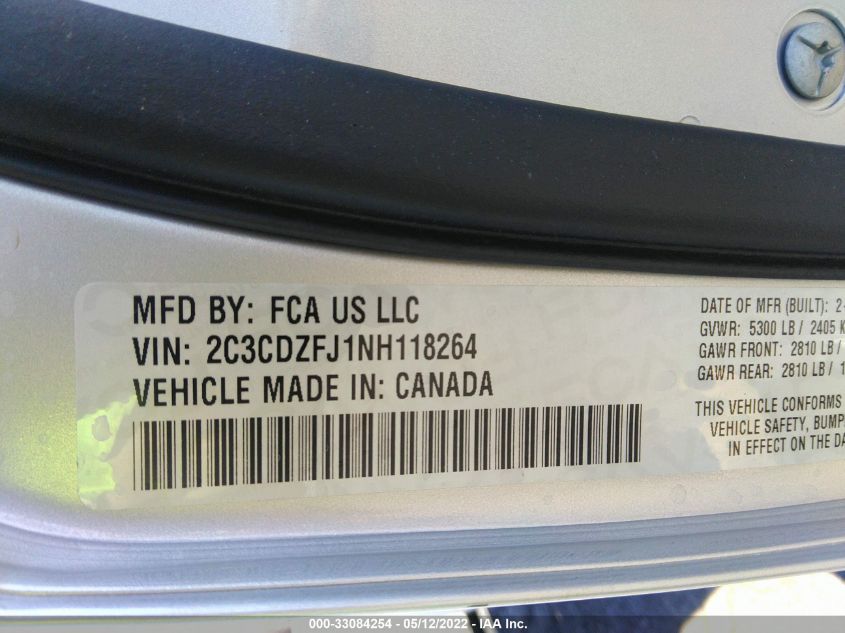 MFD BY: FCA US LLC
VIN: 2C3CDZFJ1NH118264
VEHICLE MADE IN: CANADA
DATE OF MFR (BUILT): 2-
GVWR: 5300 LB / 2405 K
GAWR FRONT: 2810 LB /
GAWR REAR: 2810 LB / 1
THIS VEHICLE CONFORMS
VEHICLE SAFETY, BUMP
IN EFFECT ON THE DA
000-33084254 - 05/12/2022 - IAA Inc.